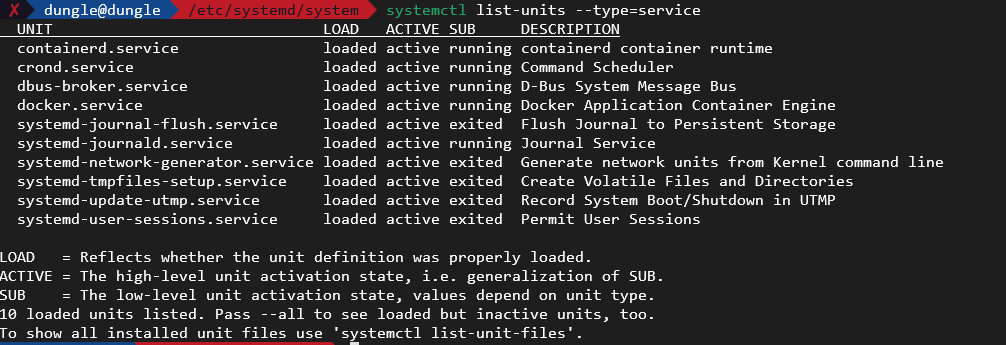 ✗ dungle@dungle /etc/systemd/system systemctl list-units --type=service
UNIT LOAD ACTIVE SUB DESCRIPTION
containerd.service loaded active running containerd container runtime
crond.service loaded active running Command Scheduler
dbus-broker.service loaded active running D-Bus System Message Bus
docker.service loaded active running Docker Application Container Engine
systemd-journal-flush.service loaded active exited Flush Journal to Persistent Storage
systemd-journald.service loaded active running Journal Service
systemd-network-generator.service loaded active exited Generate network units from Kernel command line
systemd-tmpfiles-setup.service loaded active exited Create Volatile Files and Directories
systemd-update-utmp.service loaded active exited Record System Boot/Shutdown in UTMP
systemd-user-sessions.service loaded active exited Permit User Sessions
LOAD = Reflects whether the unit definition was properly loaded.
ACTIVE = The high-level unit activation state, i.e. generalization of SUB.
SUB = The low-level unit activation state, values depend on unit type.
10 loaded units listed. Pass --all to see loaded but inactive units, too.
To show all installed unit files use 'systemctl list-unit-files'.